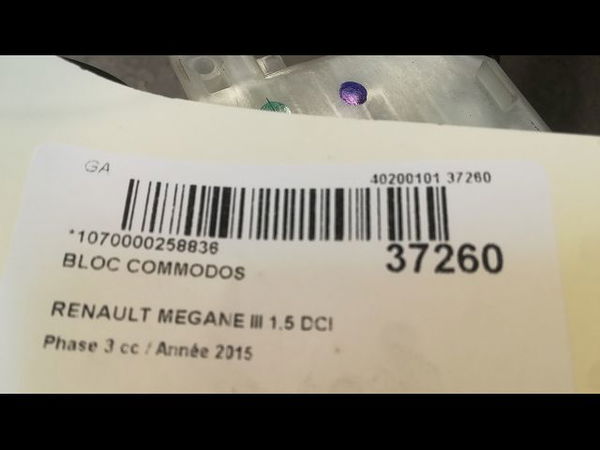 GA
40200101 37260
*1070000258836
37260
BLOC COMMODOS
RENAULT MEGANE III 1.5 DCI
Phase 3 cc / Année 2015